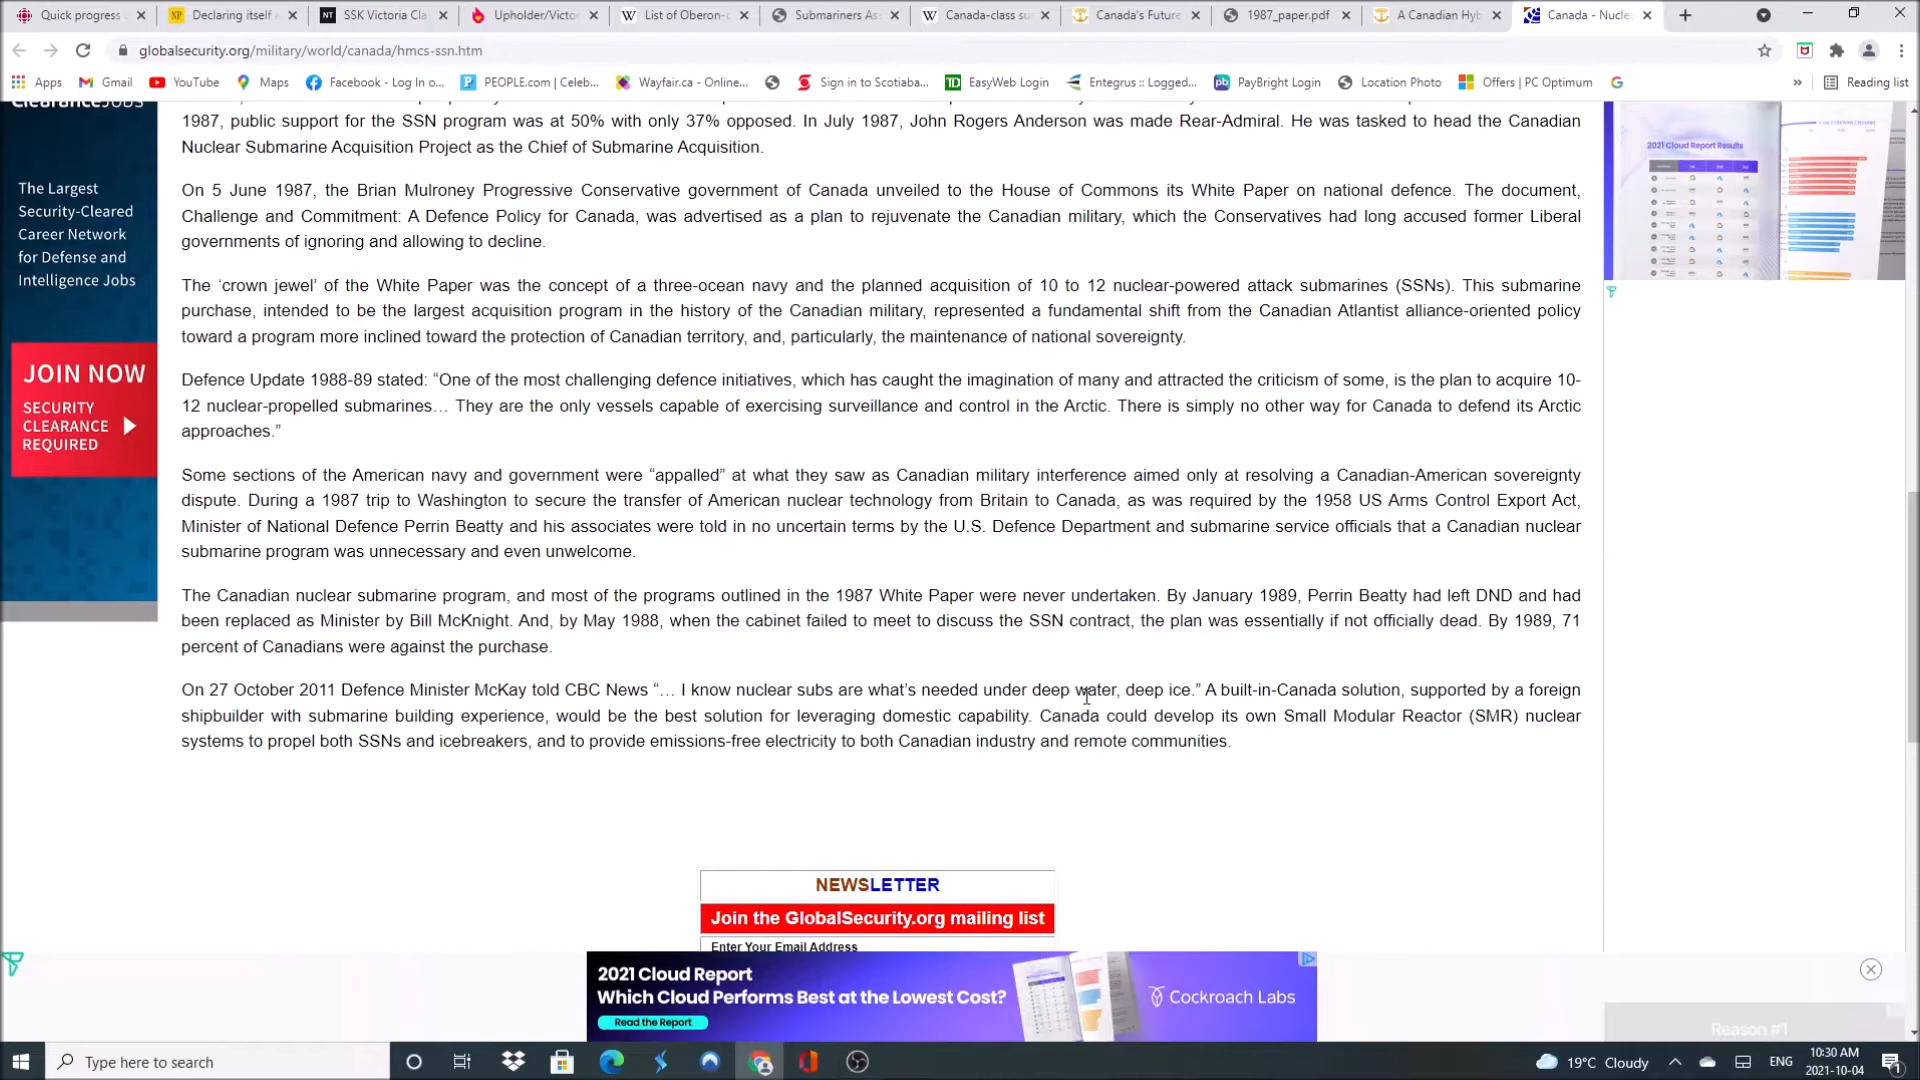 Quick progress
Declaring itself
SSK Victoria Cla
Upholder/Victor
List of Oberon-c
Submariners As
Canada-class su
Canada's Future
1987_paper.pdf
A Canadian Hyb
Canada - Nucle
globalsecurity.org/military/world/canada/hmcs-ssn.htm
Apps
Gmail
YouTube
Maps
Facebook - Log In o...
PEOPLE.com | Celeb...
Wayfair.ca - Online...
Sign in to Scotiaba...
EasyWeb Login
Entegrus :: Logged...
PayBright Login
Location Photo
Offers | PC Optimum
Reading list
ClearanceJobs
The Largest
Security-Cleared
Career Network
for Defense and
Intelligence Jobs
JOIN NOW
SECURITY
CLEARANCE
REQUIRED
1987, public support for the SSN program was at 50% with only 37% opposed. In July 1987, John Rogers Anderson was made Rear-Admiral. He was tasked to head the Canadian
Nuclear Submarine Acquisition Project as the Chief of Submarine Acquisition.
On 5 June 1987, the Brian Mulroney Progressive Conservative government of Canada unveiled to the House of Commons its White Paper on national defence. The document,
Challenge and Commitment: A Defence Policy for Canada, was advertised as a plan to rejuvenate the Canadian military, which the Conservatives had long accused former Liberal
governments of ignoring and allowing to decline.
The ‘crown jewel’ of the White Paper was the concept of a three-ocean navy and the planned acquisition of 10 to 12 nuclear-powered attack submarines (SSNs). This submarine
purchase, intended to be the largest acquisition program in the history of the Canadian military, represented a fundamental shift from the Canadian Atlantist alliance-oriented policy
toward a program more inclined toward the protection of Canadian territory, and, particularly, the maintenance of national sovereignty.
Defence Update 1988-89 stated: “One of the most challenging defence initiatives, which has caught the imagination of many and attracted the criticism of some, is the plan to acquire 10-
12 nuclear-propelled submarines… They are the only vessels capable of exercising surveillance and control in the Arctic. There is simply no other way for Canada to defend its Arctic
approaches.”
Some sections of the American navy and government were “appalled” at what they saw as Canadian military interference aimed only at resolving a Canadian-American sovereignty
dispute. During a 1987 trip to Washington to secure the transfer of American nuclear technology from Britain to Canada, as was required by the 1958 US Arms Control Export Act,
Minister of National Defence Perrin Beatty and his associates were told in no uncertain terms by the U.S. Defence Department and submarine service officials that a Canadian nuclear
submarine program was unnecessary and even unwelcome.
The Canadian nuclear submarine program, and most of the programs outlined in the 1987 White Paper were never undertaken. By January 1989, Perrin Beatty had left DND and had
been replaced as Minister by Bill McKnight. And, by May 1988, when the cabinet failed to meet to discuss the SSN contract, the plan was essentially if not officially dead. By 1989, 71
percent of Canadians were against the purchase.
On 27 October 2011 Defence Minister McKay told CBC News “… I know nuclear subs are what’s needed under deep water, deep ice.” A built-in-Canada solution, supported by a foreign
shipbuilder with submarine building experience, would be the best solution for leveraging domestic capability. Canada could develop its own Small Modular Reactor (SMR) nuclear
systems to propel both SSNs and icebreakers, and to provide emissions-free electricity to both Canadian industry and remote communities.
2021 Cloud Report Results
NEWSLETTER
Join the GlobalSecurity.org mailing list
Enter Your Email Address
2021 Cloud Report
Which Cloud Performs Best at the Lowest Cost?
Read the Report
Cockroach Labs
Reason #1
Type here to search
19°C Cloudy
ENG
10:30 AM
2021-10-04
1